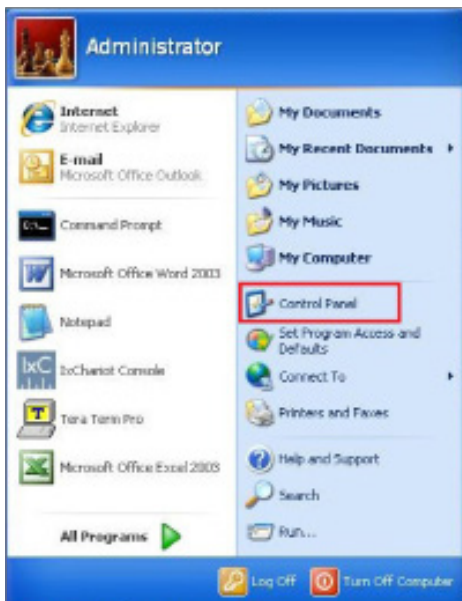 Administrator
Internet
Internet Explorer
E-mail
Microsoft Office Outlook
Command Prompt
Microsoft Office Word 2003
Notepad
IxC
IxChariot Console
Tera Term Pro
Microsoft Office Excel 2003
All Programs
My Documents
My Recent Documents
My Pictures
My Music
My Computer
Control Panel
Set Program Access and
Defaults
Connect To
Printers and Faxes
Help and Support
Search
Run...
Log Off
Turn Off Computer